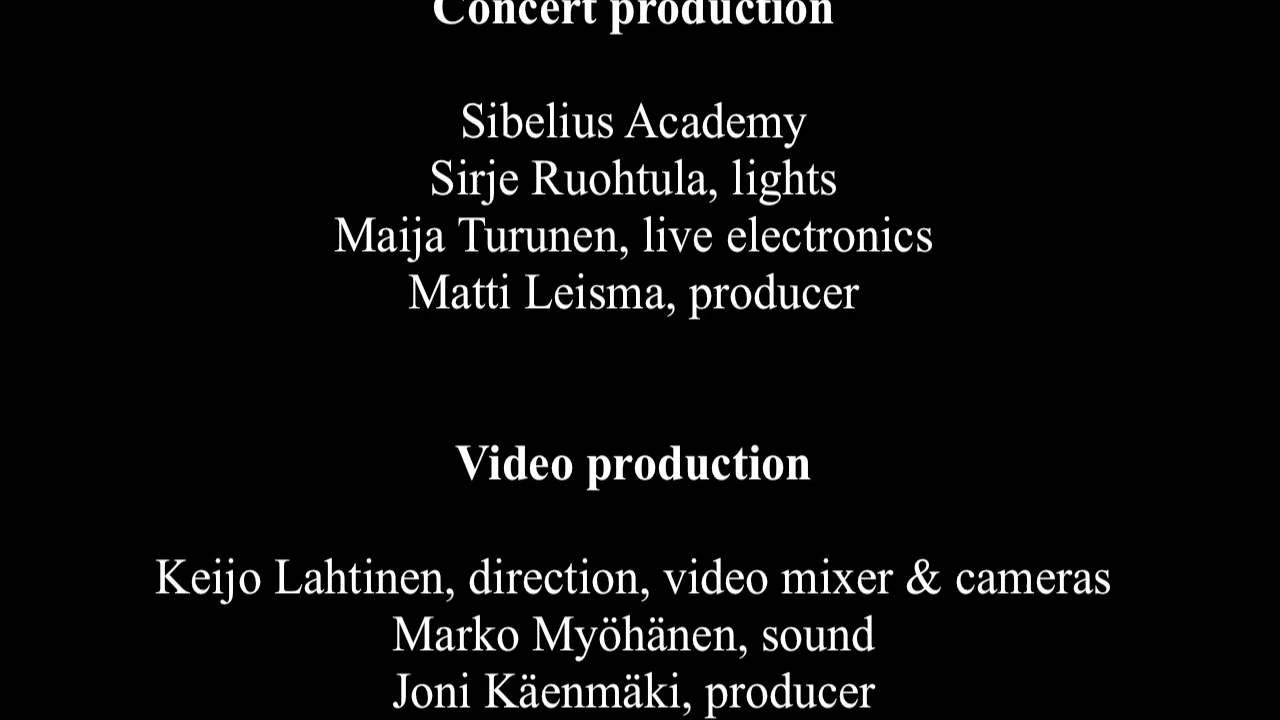 Concert production
Sibelius Academy
Sirje Ruohtula, lights
Maija Turunen, live electronics
Matti Leisma, producer
Video production
Keijo Lahtinen, direction, video mixer & cameras
Marko Myöhänen, sound
Joni Käenmäki, producer